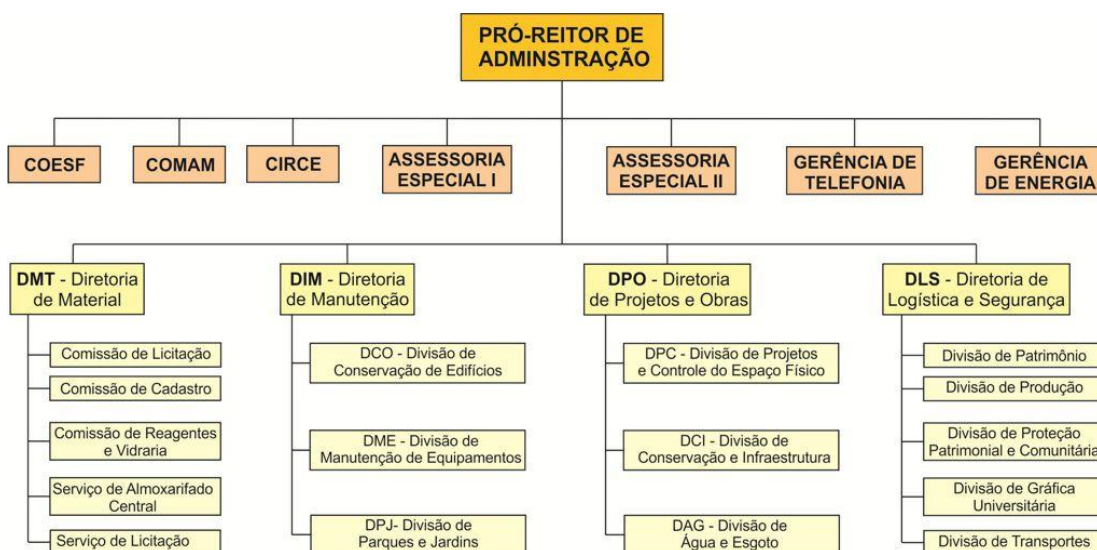 PRÓ-REITOR DE
ADMINSTRAÇÃO
COESF
COMAM
CIRCE
ASSESSORIA
ESPECIAL I
ASSESSORIA
ESPECIAL II
GERÊNCIA DE
TELEFONIA
GERÊNCIA
DE ENERGIA
DMT - Diretoria
de Material
Comissão de Licitação
Comissão de Cadastro
Comissão de Reagentes
e Vidraria
Serviço de Almoxarifado
Central
Serviço de Licitação
DIM - Diretoria
de Manutenção
DCO - Divisão de
Conservação de Edifícios
DME - Divisão de
Manutenção de Equipamentos
DPJ- Divisão de
Parques e Jardins
DPO - Diretoria
de Projetos e Obras
DPC - Divisão de Projetos
e Controle do Espaço Físico
DCI - Divisão de
Conservação e Infraestrutura
DAG - Divisão de
Água e Esgoto
DLS - Diretoria de
Logística e Segurança
Divisão de Patrimônio
Divisão de Produção
Divisão de Proteção
Patrimonial e Comunitária
Divisão de Gráfica
Universitária
Divisão de Transportes